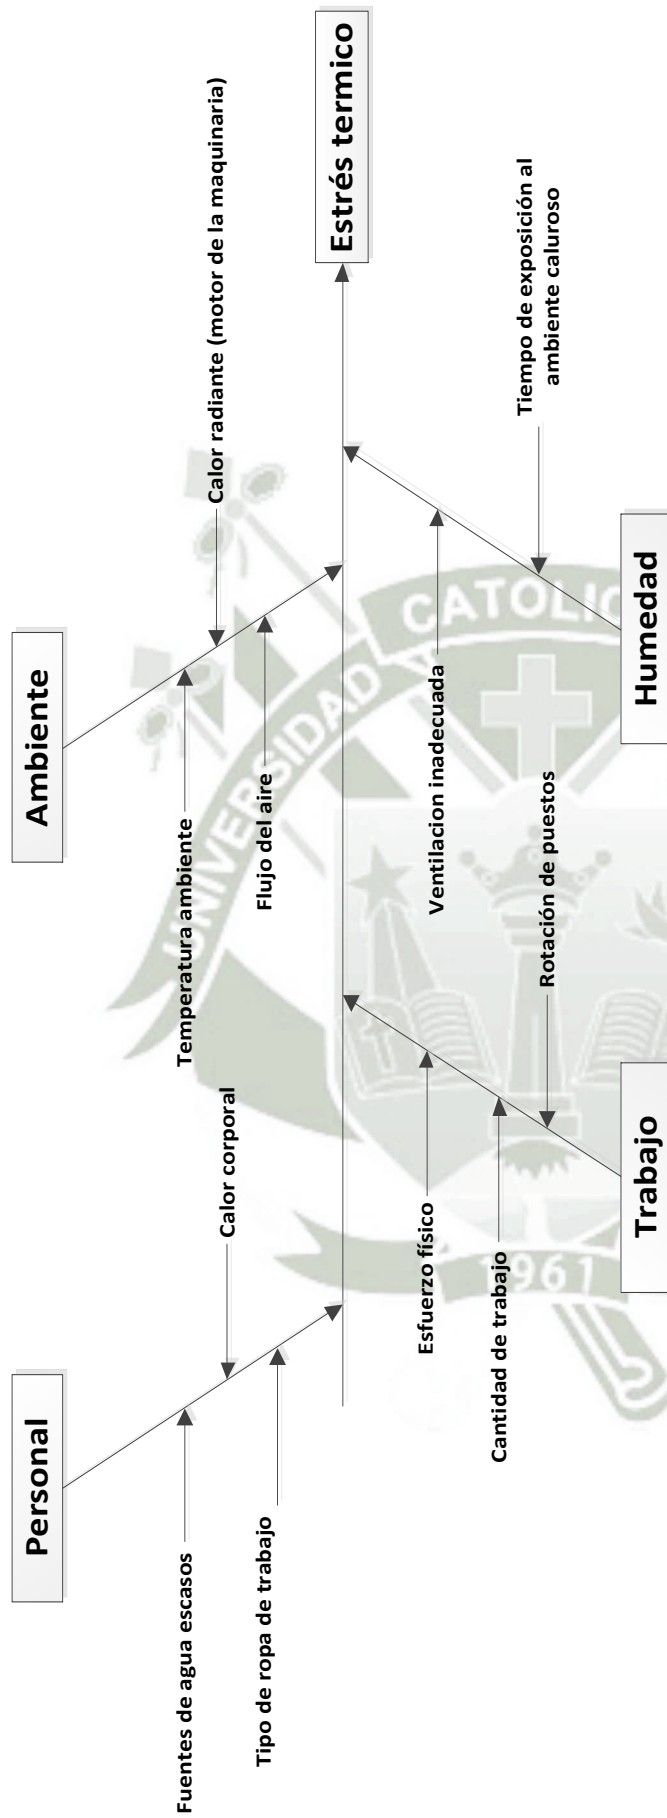 Personal
Ambiente
Fuentes de agua escasos
Calor corporal
Tipo de ropa de trabajo
Temperatura ambiente
Calor radiante (motor de la maquinaria)
Flujo del aire
Estrés termico
Esfuerzo físico
Cantidad de trabajo
Rotación de puestos
Ventilacion inadecuada
Tiempo de exposición al
ambiente caluroso
Trabajo
Humedad
UNIVERSIDAD
1961